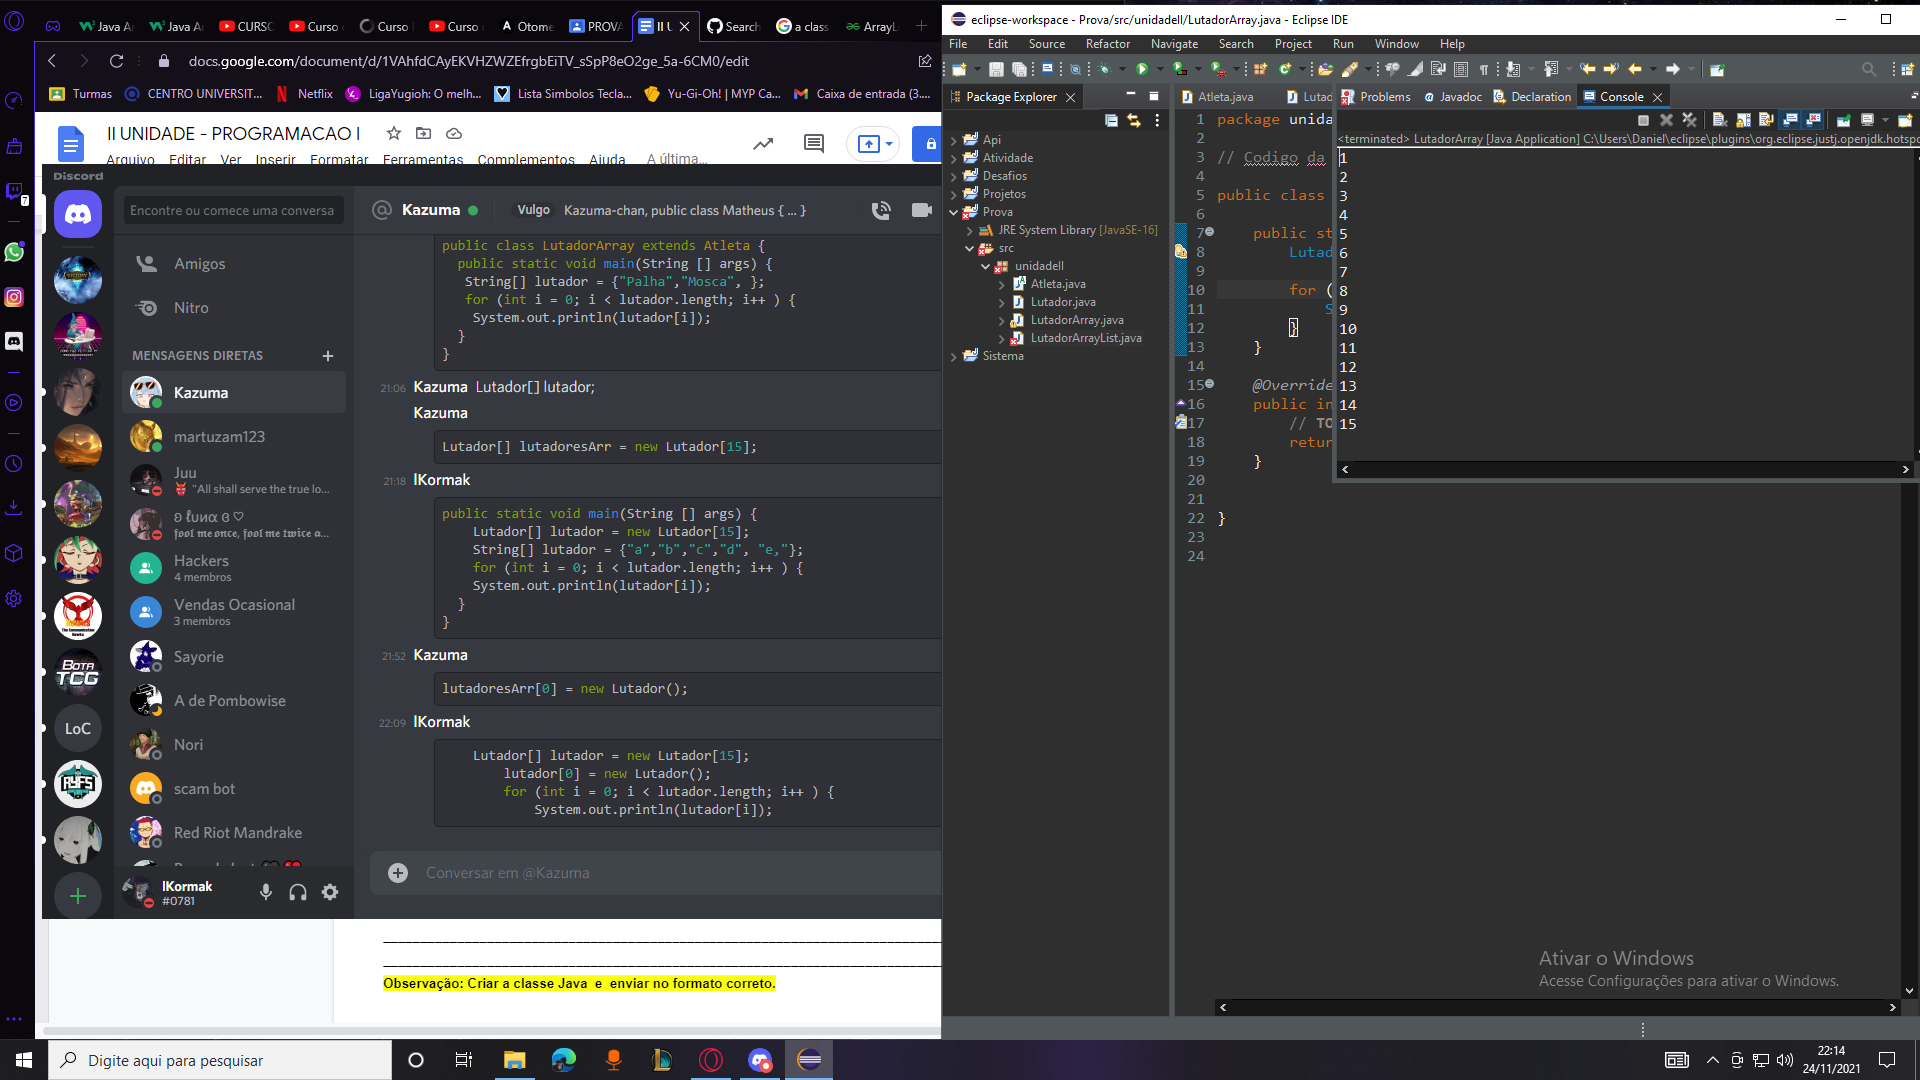 Java Ar
Java Ar
CURSC
Curso
Curso
Curso
Otome
PROVA
II U
Search
a class
ArrayL
docs.google.com/document/d/1VAhfdCAyEKVHZWZEfrgbEiTV_sSpP8eO2ge_5a-6CM0/edit
Turmas
CENTRO UNIVERSIT...
Netflix
LigaYugioh: O melh...
Lista Simbolos Tecla...
Yu-Gi-Oh! | MYP Ca...
Caixa de entrada (3....
7
II UNIDADE - PROGRAMACAO I
Arquivo Editar Ver Inserir Formatar Ferramentas Complementos Ajuda A última...
Discord
Encontre ou comece uma conversa
Amigos
Nitro
MENSAGENS DIRETAS
Kazuma
martuzam123
Juu
"All shall serve the true lo...
ʚ ℓuиα ɞ ♡
𝖋𝖔𝖔𝖑 𝖒𝖊 𝖔𝖓𝖈𝖊, 𝖋𝖔𝖔𝖑 𝖒𝖊 𝖙𝖜𝖎𝖈𝖊 𝖆...
Hackers
4 membros
Vendas Ocasional
3 membros
Sayorie
A de Pombowise
Nori
scam bot
Red Riot Mandrake
BOTA TCG
LoC
RYFS
lKormak
#0781
Kazuma
Vulgo Kazuma-chan, public class Matheus { ... }
public class LutadorArray extends Atleta {
public static void main(String [] args) {
String[] lutador = {"Palha","Mosca", };
for (int i = 0; i < lutador.length; i++ ) {
System.out.println(lutador[i]);
}
}
21:06 Kazuma Lutador[] lutador;
Kazuma
Lutador[] lutadoresArr = new Lutador[15];
21:18 lKormak
public static void main(String [] args) {
Lutador[] lutador = new Lutador[15];
String[] lutador = {"a","b","c","d", "e,"};
for (int i = 0; i < lutador.length; i++ ) {
System.out.println(lutador[i]);
}
}
21:52 Kazuma
lutadoresArr[0] = new Lutador();
22:09 lKormak
Lutador[] lutador = new Lutador[15];
lutador[0] = new Lutador();
for (int i = 0; i < lutador.length; i++ ) {
System.out.println(lutador[i]);
Conversar em @Kazuma
Observação: Criar a classe Java e enviar no formato correto.
eclipse-workspace - Prova/src/unidadell/LutadorArray.java - Eclipse IDE
File Edit Source Refactor Navigate Search Project Run Window Help
Package Explorer
Api
Atividade
Desafios
Projetos
Prova
JRE System Library [JavaSE-16]
src
unidadell
Atleta.java
Lutador.java
LutadorArray.java
LutadorArrayList.java
Sistema
Atleta.java
Lutad
1 package unida
2
3 // Codigo da
4
5 public class
6
7 public st
8 Lutad
9
10 for (
11 S
12 }
13 }
14
15 @Override
16 public in
17 // TO
18 retur
19 }
20
21
22 }
23
24
Problems Javadoc Declaration Console
<terminated> LutadorArray [Java Application] C:\Users\Daniel\eclipse\plugins\org.eclipse.justj.openjdk.hotspo
1
2
3
4
5
6
7
8
9
10
11
12
13
14
15
Ativar o Windows
Acesse Configurações para ativar o Windows.
Digite aqui para pesquisar
22:14
24/11/2021